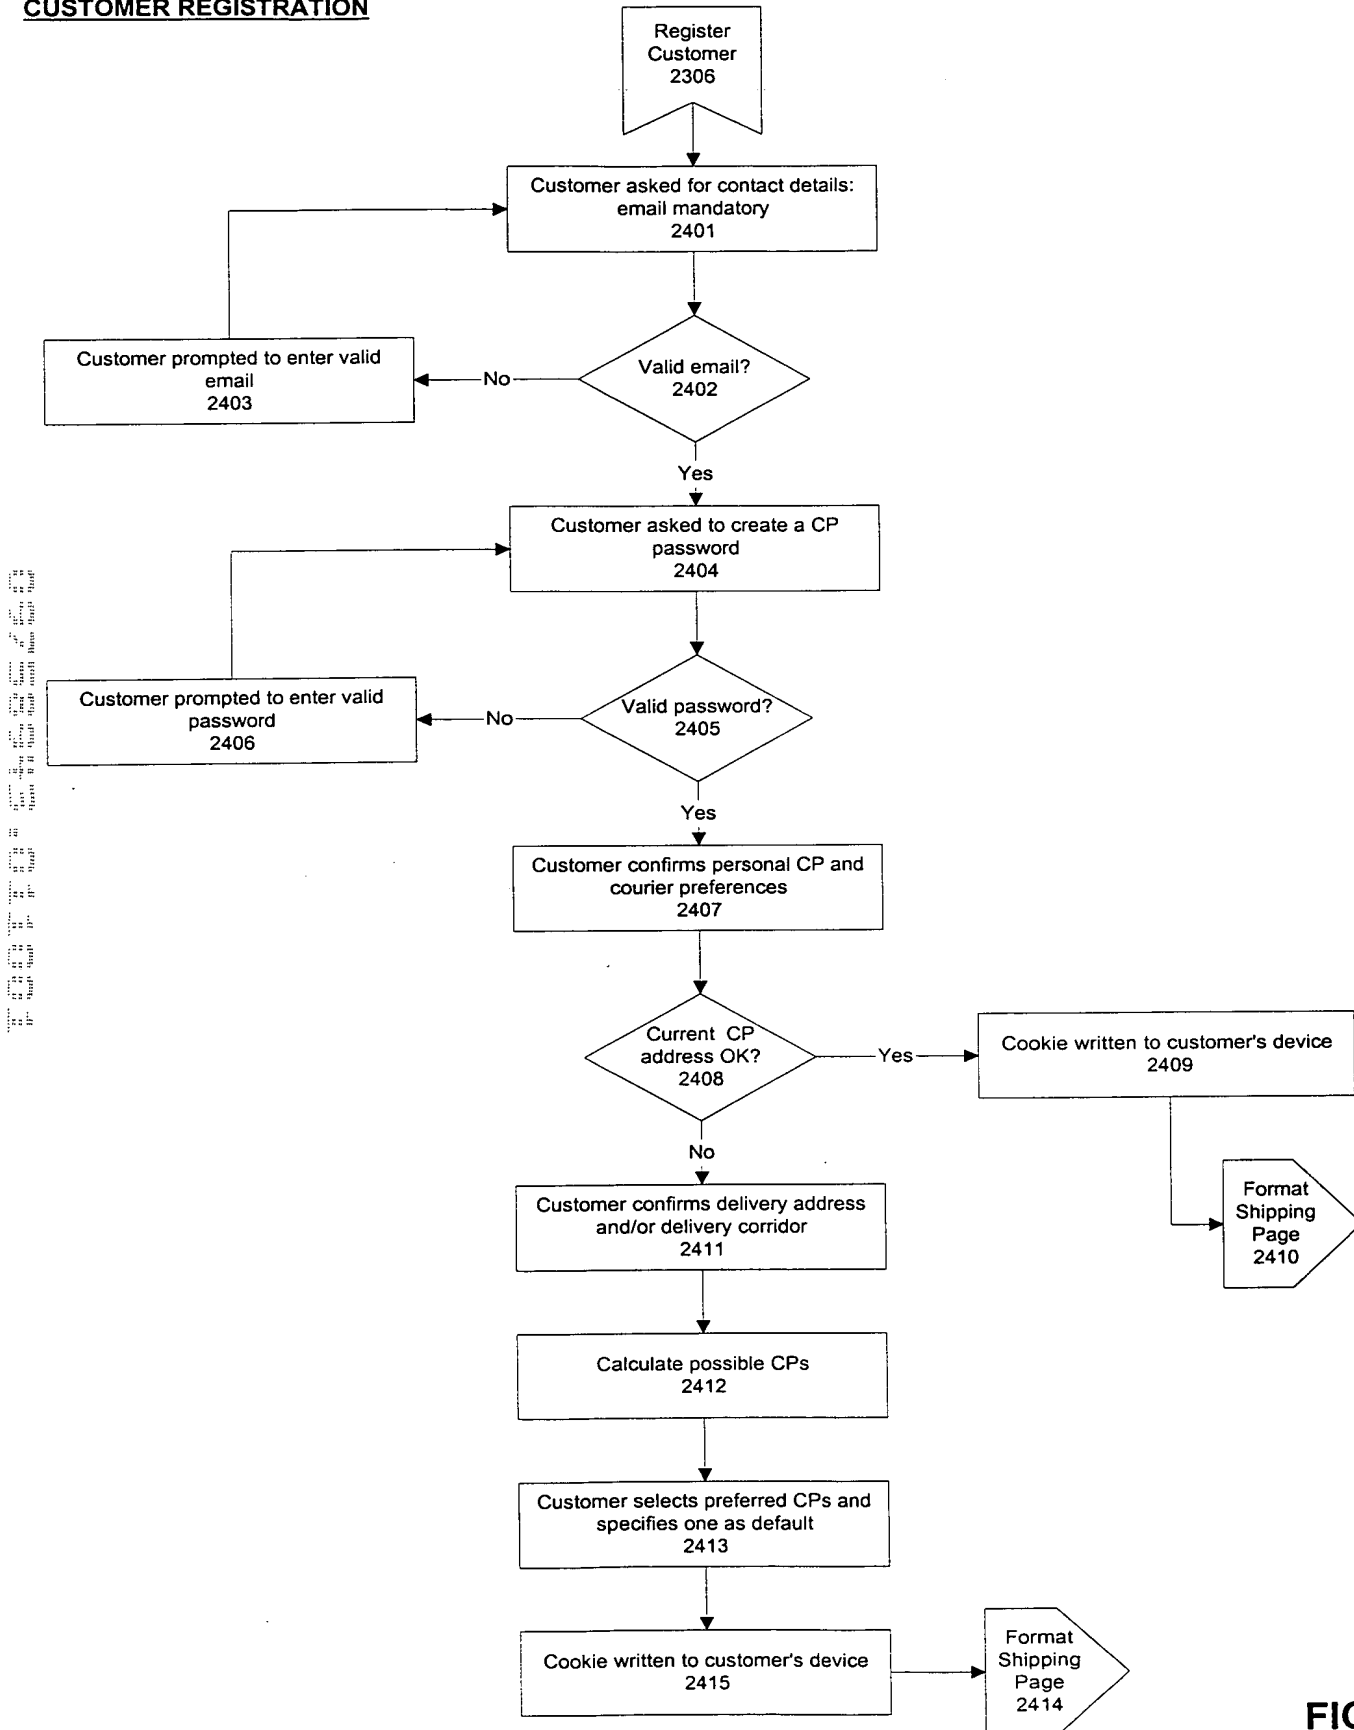 CUSTOMER REGISTRATION
Register
Customer
2306
Customer asked for contact details:
email mandatory
2401
Customer prompted to enter valid
email
2403
No
Valid email?
2402
Yes
Customer asked to create a CP
password
2404
Customer prompted to enter valid
password
2406
No
Valid password?
2405
Yes
Customer confirms personal CP and
courier preferences
2407
Current CP
address OK?
2408
Yes
Cookie written to customer's device
2409
No
Format
Shipping
Page
2410
Customer confirms delivery address
and/or delivery corridor
2411
Calculate possible CPs
2412
Customer selects preferred CPs and
specifies one as default
2413
Cookie written to customer's device
2415
Format
Shipping
Page
2414